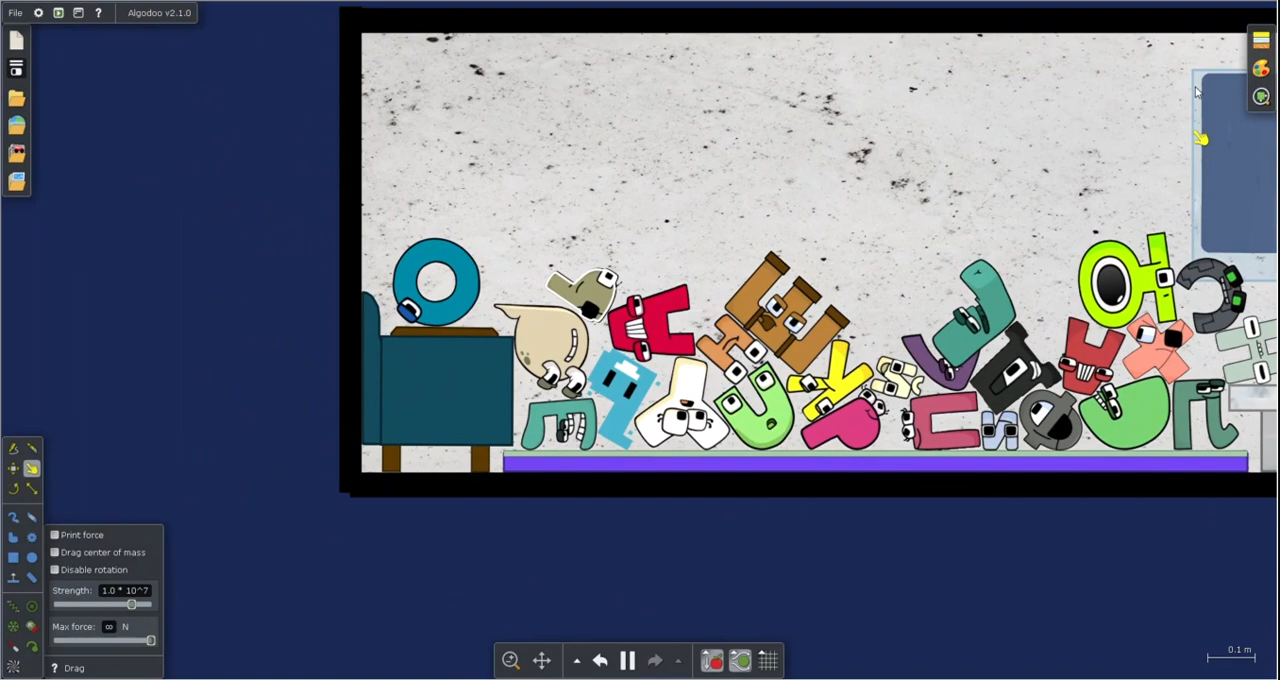 File ? Algodoo v2.1.0
Print force
Drag center of mass
Disable rotation
Strength: 1.0 * 10^7
Max force: ∞ N
? Drag
0.1 m